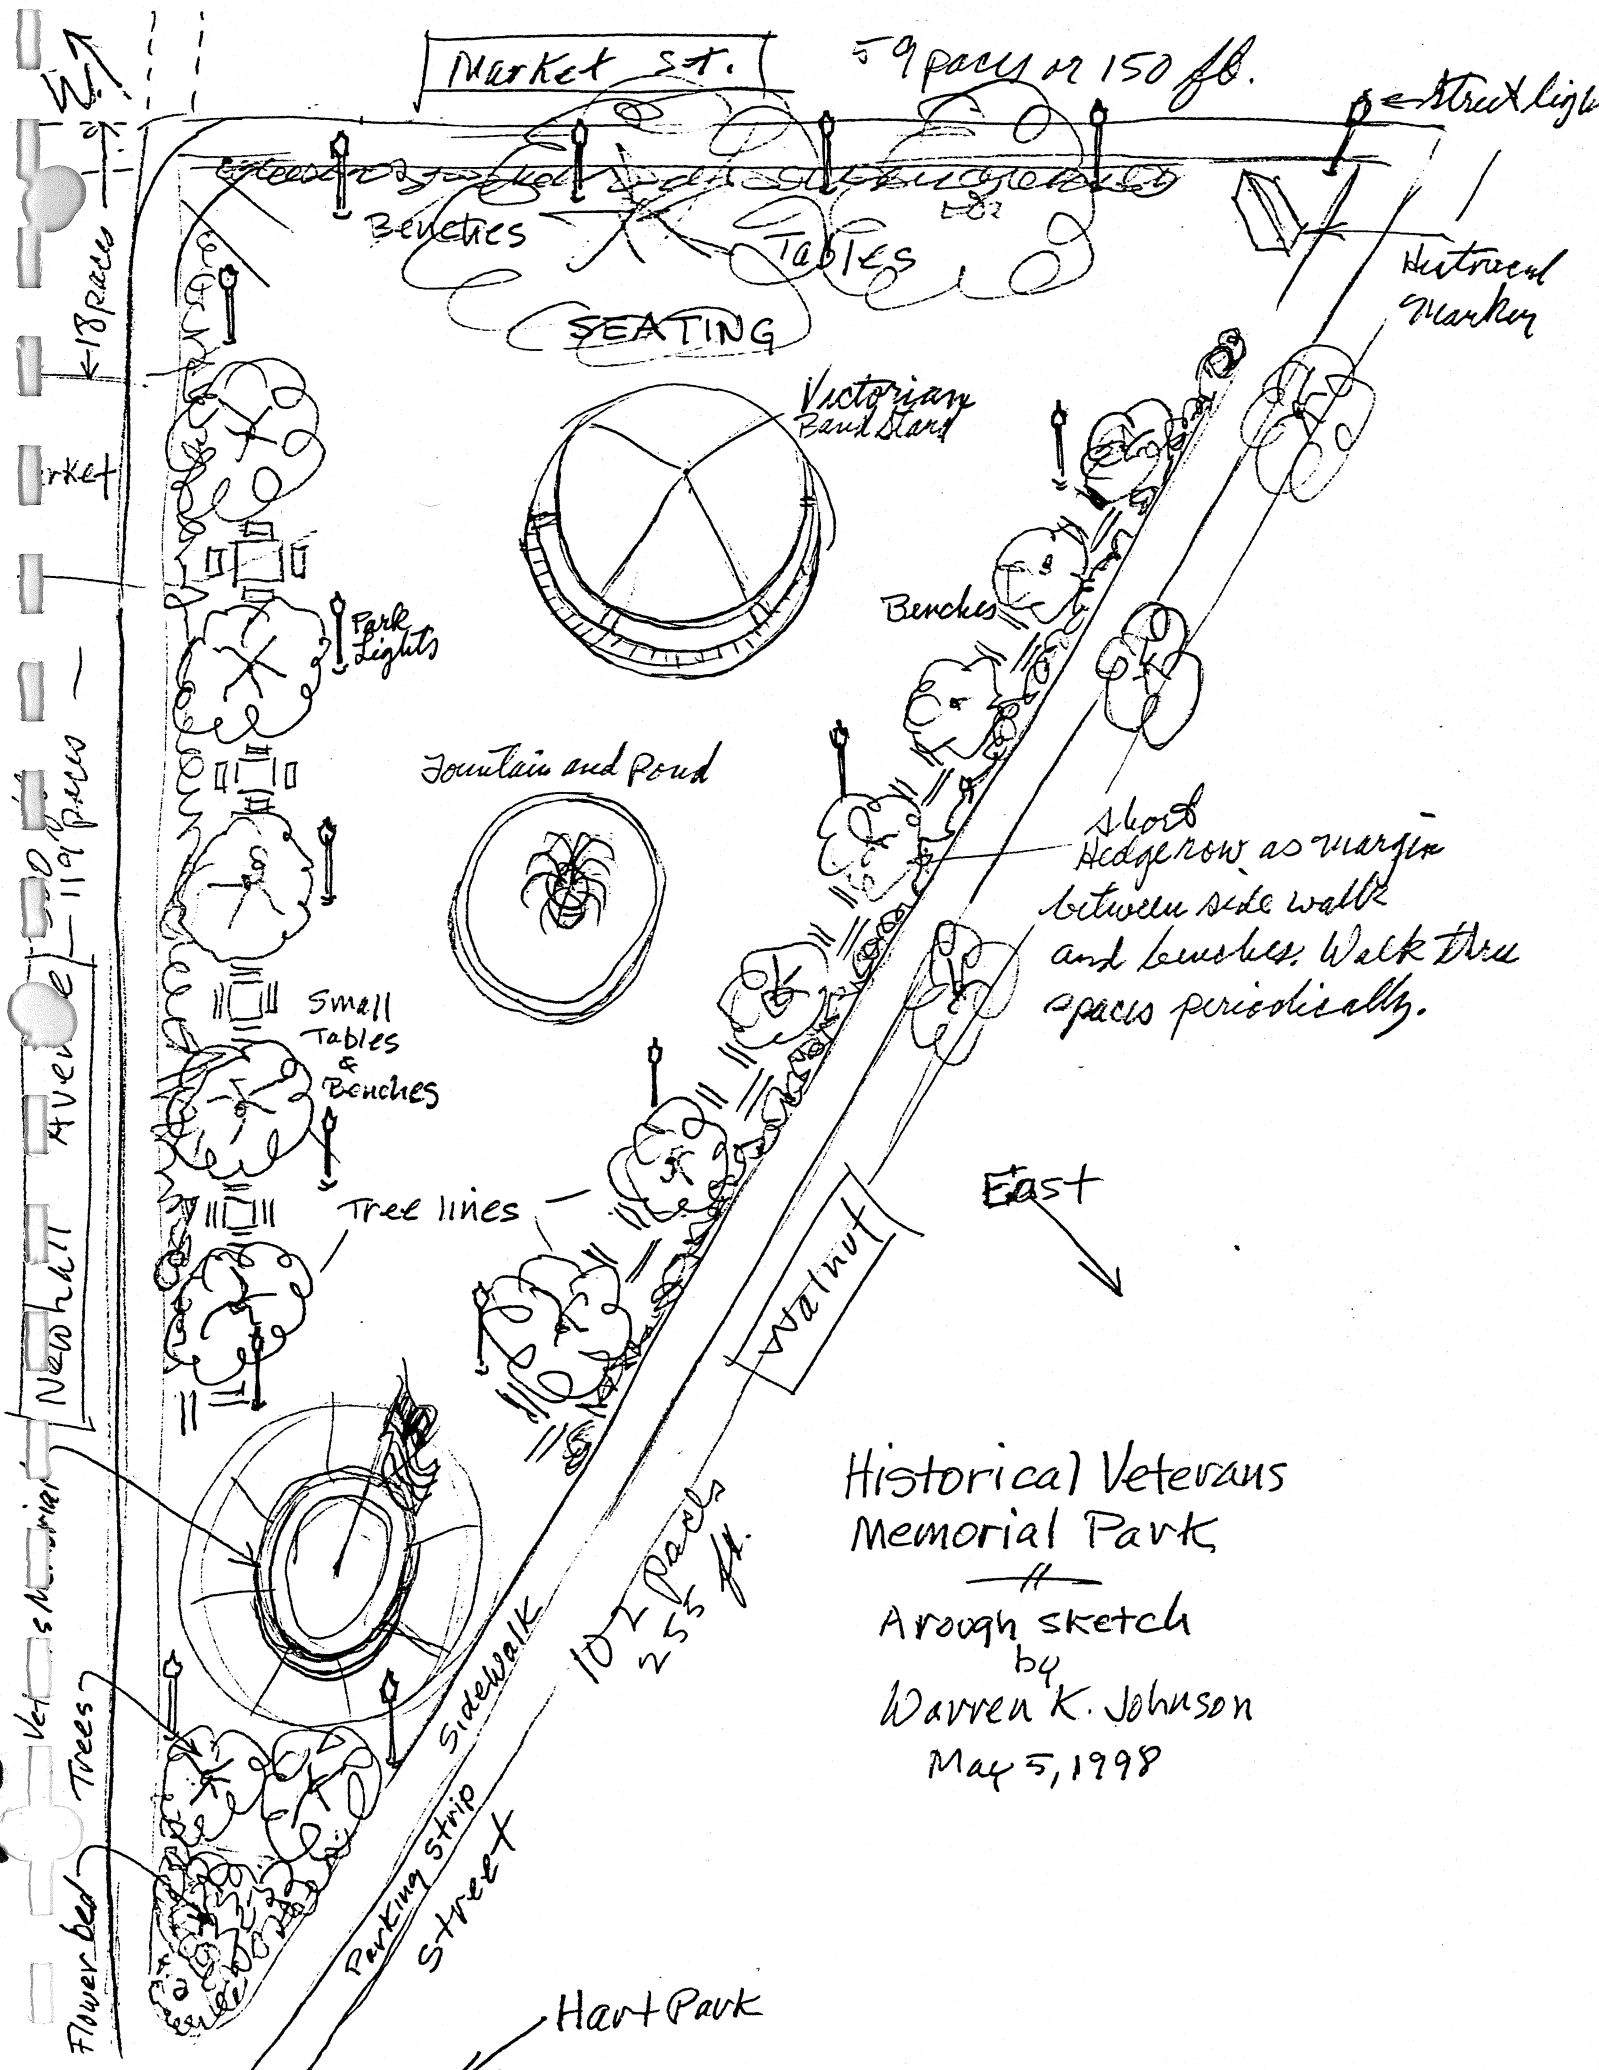 Market St.
59 paces or 150 ft.
Street light
Benches
Tables
SEATING
Historical
Marker
18 paces
rket
Victorian
Band Stand
Benches
Park
Lights
Fountain and Pond
119 paces
short
Hedgerow as margin
between side walk
and benches. Walk thru
spaces periodically.
Small
Tables
&
Benches
Newhall Avenue
Tree lines
East
Walnut
Historical Veterans
Memorial Park
A rough sketch
by
Warren K. Johnson
May 5, 1998
102 paces
255 ft.
Sidewalk
Parking Strip
Street
Trees
Flower bed
Hart Park